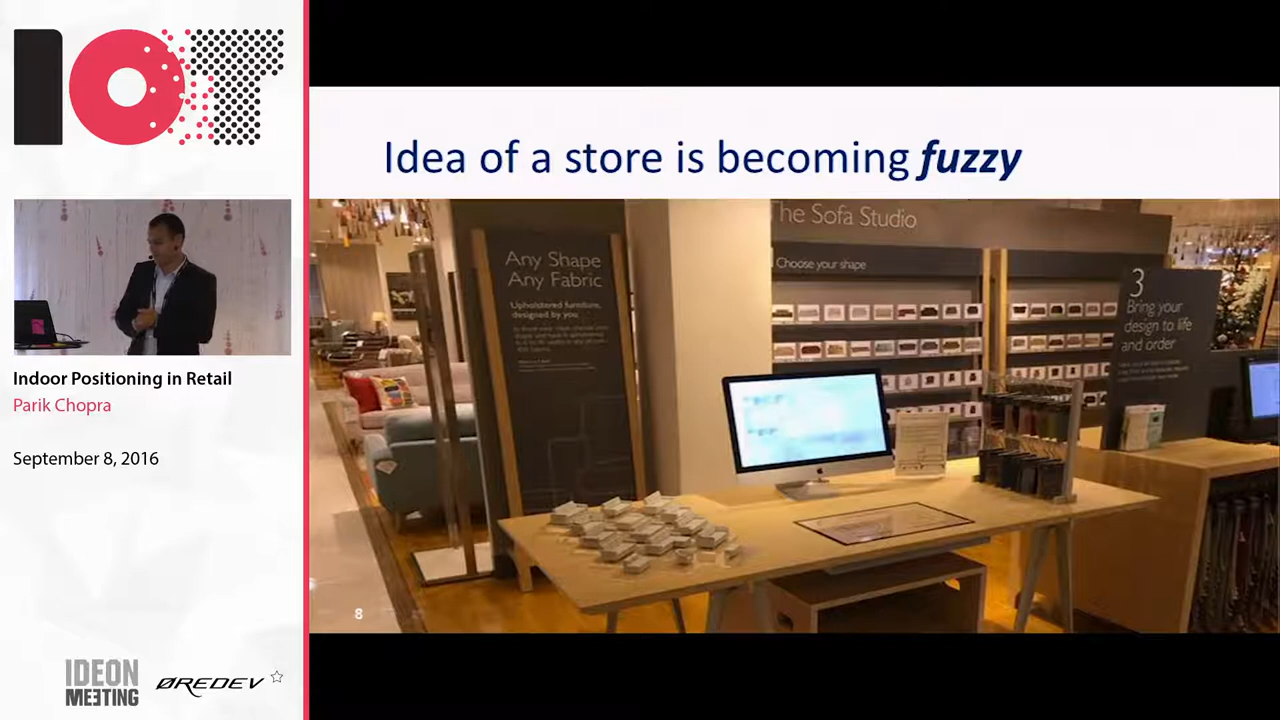 IOT
Indoor Positioning in Retail
Parik Chopra
September 8, 2016
IDEON
MEETING
ØREDEV
Idea of a store is becoming fuzzy
The Sofa Studio
Choose your shape
Any Shape
Any Fabric
Upholstered furniture,
designed by you
3
Bring your
design to life
and order
8